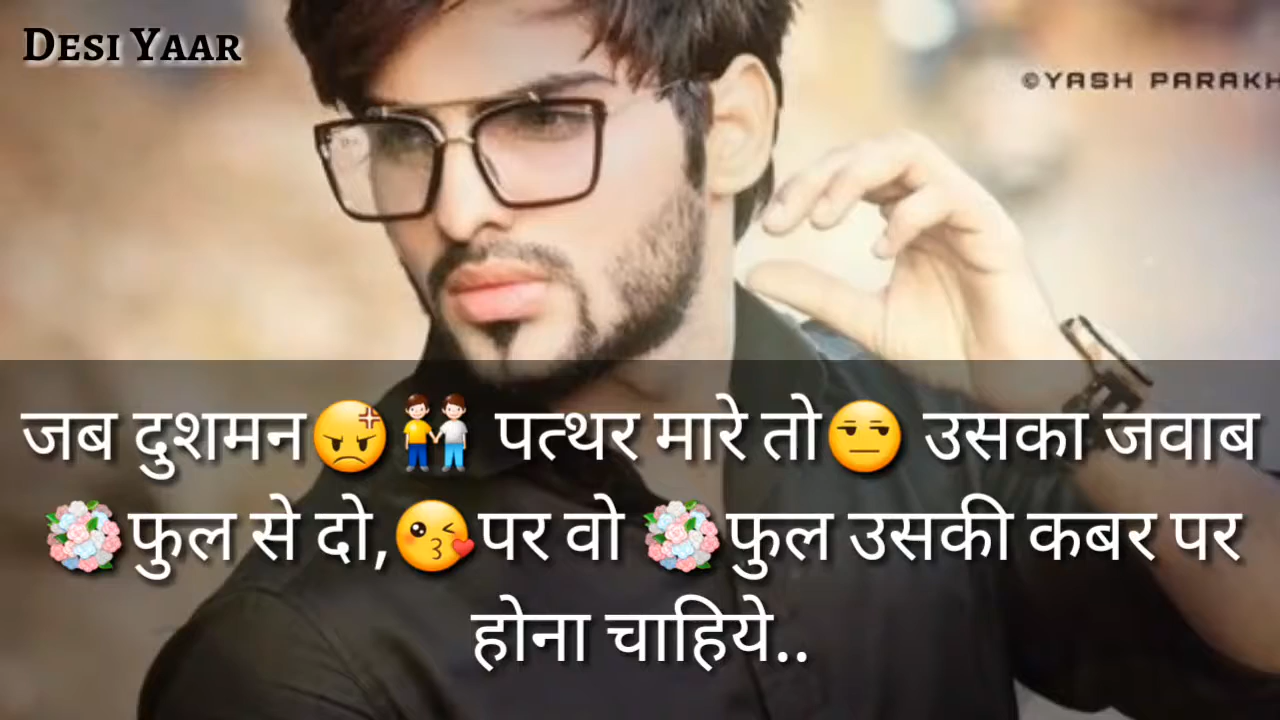 DESI YAAR
©YASH PARAKH
जब दुशमन😡👬 पत्थर मारे तो😒 उसका जवाब
💐फुल से दो,😘पर वो 💐फुल उसकी कबर पर
होना चाहिये..